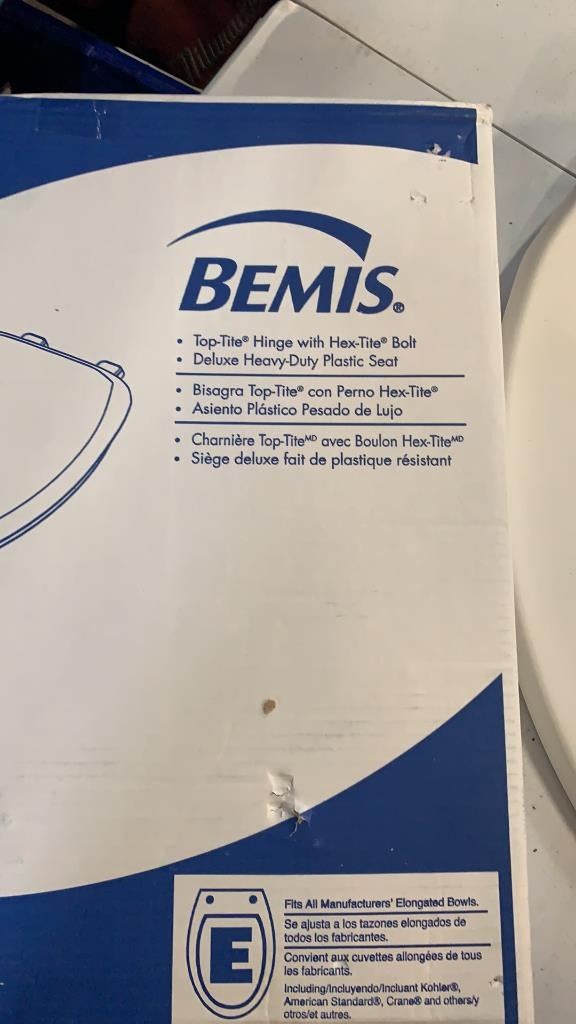 BEMIS®
• Top-Tite® Hinge with Hex-Tite® Bolt
• Deluxe Heavy-Duty Plastic Seat
• Bisagra Top-Tite® con Perno Hex-Tite®
• Asiento Plástico Pesado de Lujo
• Charnière Top-Titeᴹᴰ avec Boulon Hex-Titeᴹᴰ
• Siège deluxe fait de plastique résistant
E
Fits All Manufacturers' Elongated Bowls.
Se ajusta a los tazones elongados de
todos los fabricantes.
Convient aux cuvettes allongées de tous
les fabricants.
Including/Incluyendo/Incluant Kohler®,
American Standard®, Crane® and others/y
otros/et autres.